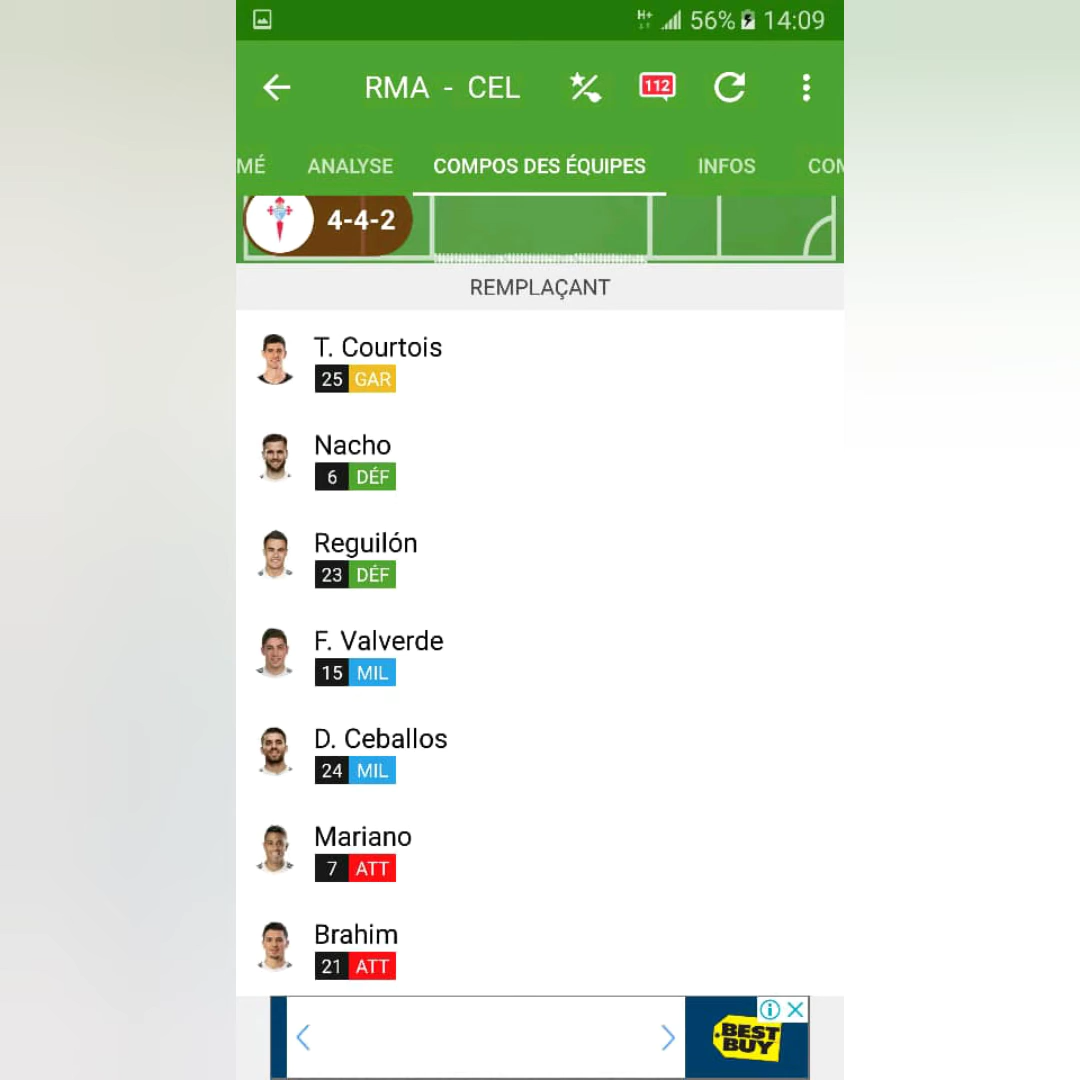 H+ 56% 14:09
RMA - CEL 112
MÉ ANALYSE COMPOS DES ÉQUIPES INFOS COM
4-4-2
REMPLAÇANT
T. Courtois
25 GAR
Nacho
6 DÉF
Reguilón
23 DÉF
F. Valverde
15 MIL
D. Ceballos
24 MIL
Mariano
7 ATT
Brahim
21 ATT
BEST
BUY